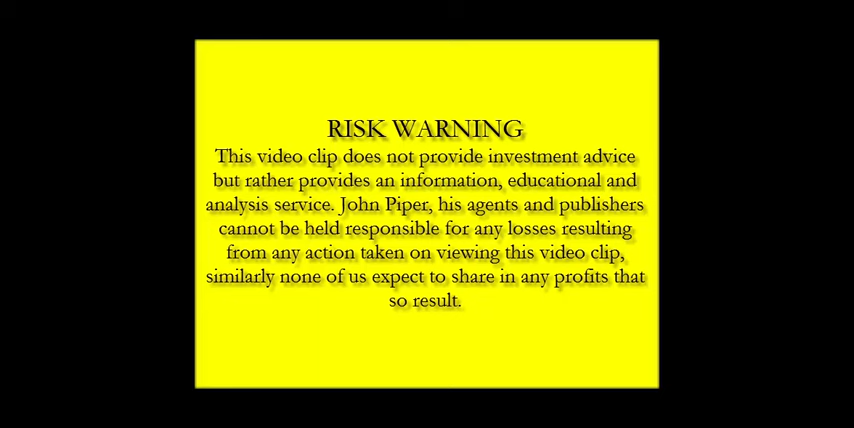 RISK WARNING
This video clip does not provide investment advice
but rather provides an information, educational and
analysis service. John Piper, his agents and publishers
cannot be held responsible for any losses resulting
from any action taken on viewing this video clip,
similarly none of us expect to share in any profits that
so result.